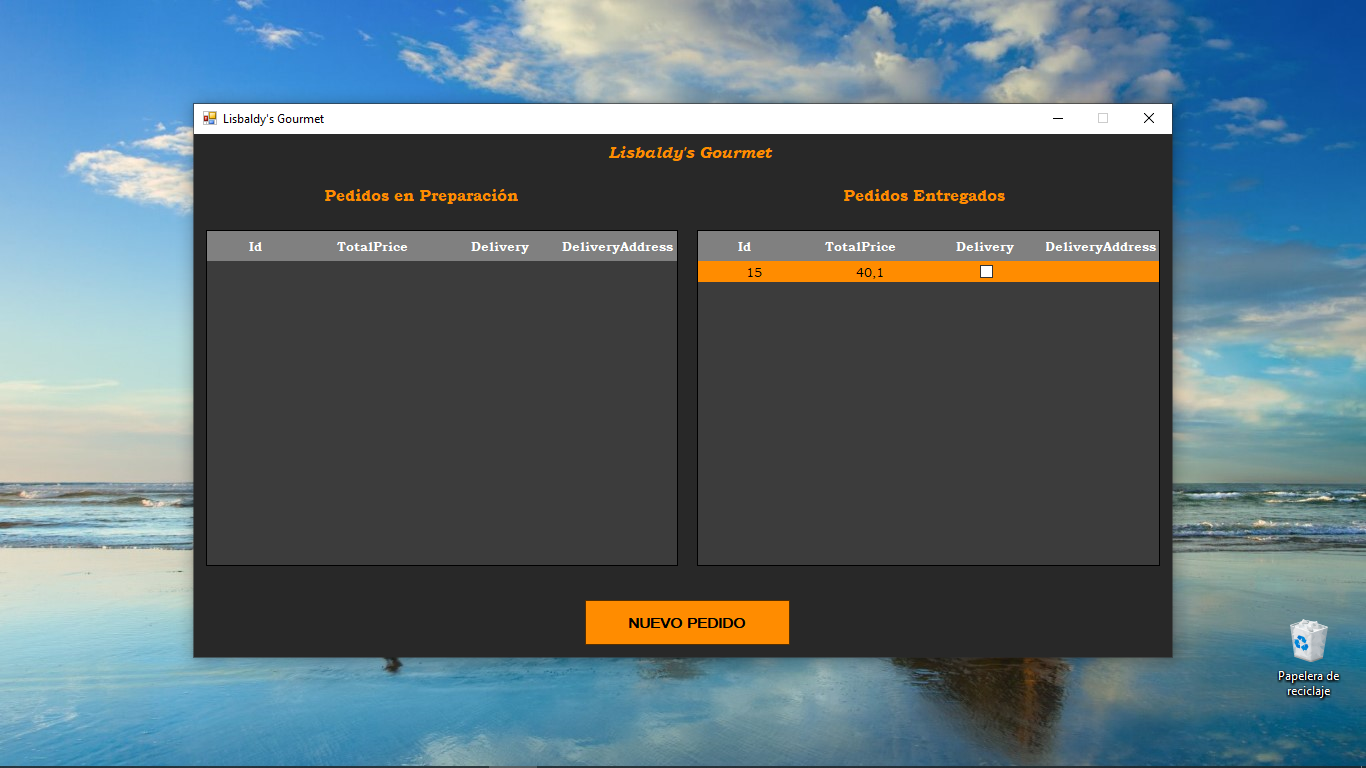 Lisbaldy's Gourmet
Lisbaldy's Gourmet
Pedidos en Preparación
Pedidos Entregados
Id TotalPrice Delivery DeliveryAddress
Id TotalPrice Delivery DeliveryAddress
15 40,1
NUEVO PEDIDO
Papelera de
reciclaje